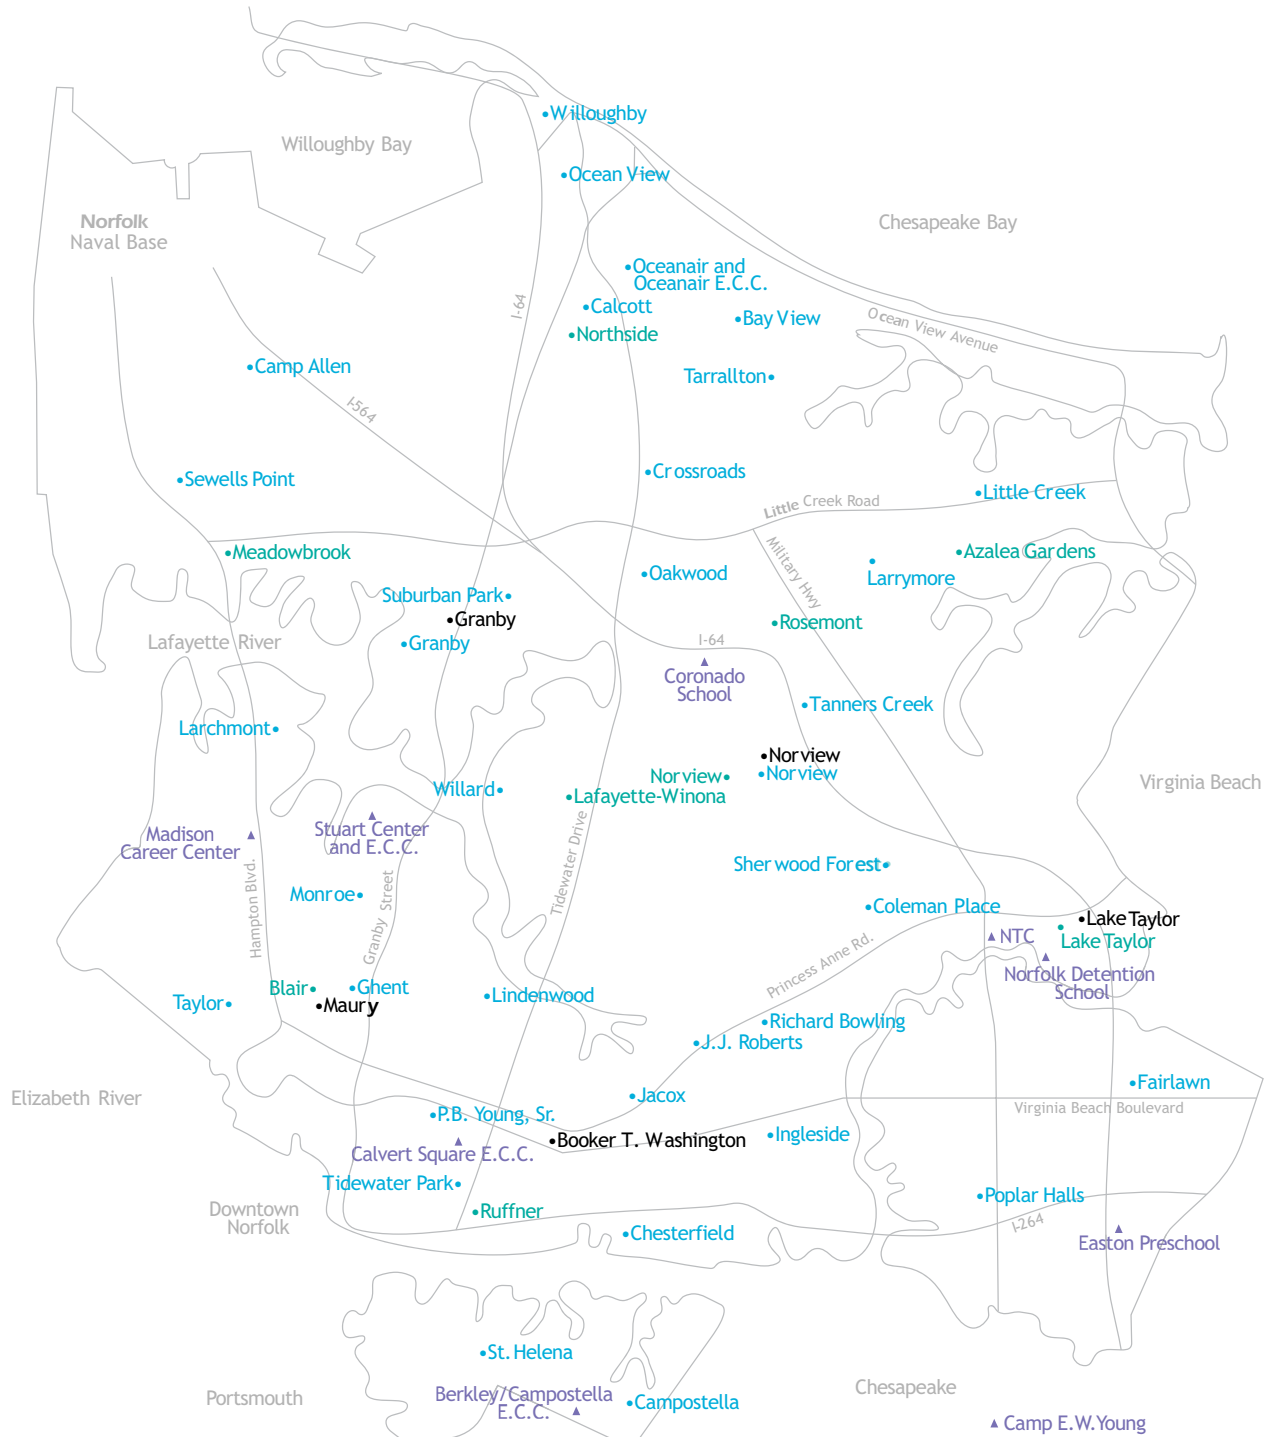 Willoughby
Willoughby Bay
Ocean View
Norfolk
Naval Base
Chesapeake Bay
Oceanair and
Oceanair E.C.C.
I-64
Calcott
Bay View
Ocean View Avenue
Northside
Camp Allen
Tarrallton
I-564
Crossroads
Sewells Point
Little Creek
Little Creek Road
Meadowbrook
Azalea Gardens
Military Hwy
Oakwood
Larrymore
Suburban Park
Granby
Rosemont
Lafayette River
Granby
I-64
Coronado
School
Tanners Creek
Larchmont
Norview
Norview
Norview
Virginia Beach
Willard
Lafayette-Winona
Madison
Career Center
Stuart Center
and E.C.C.
Tidewater Drive
Sherwood Forest
Monroe
Hampton Blvd.
Granby Street
Coleman Place
Lake Taylor
NTC
Lake Taylor
Princess Anne Rd.
Norfolk Detention
School
Blair
Ghent
Taylor
Maury
Lindenwood
Richard Bowling
J.J. Roberts
Fairlawn
Elizabeth River
Jacox
Virginia Beach Boulevard
P.B. Young, Sr.
Booker T. Washington
Ingleside
Calvert Square E.C.C.
Tidewater Park
Poplar Halls
Downtown
Norfolk
Ruffner
I-264
Chesterfield
Easton Preschool
St. Helena
Berkley/Campostella
E.C.C.
Campostella
Portsmouth
Chesapeake
Camp E.W.Young